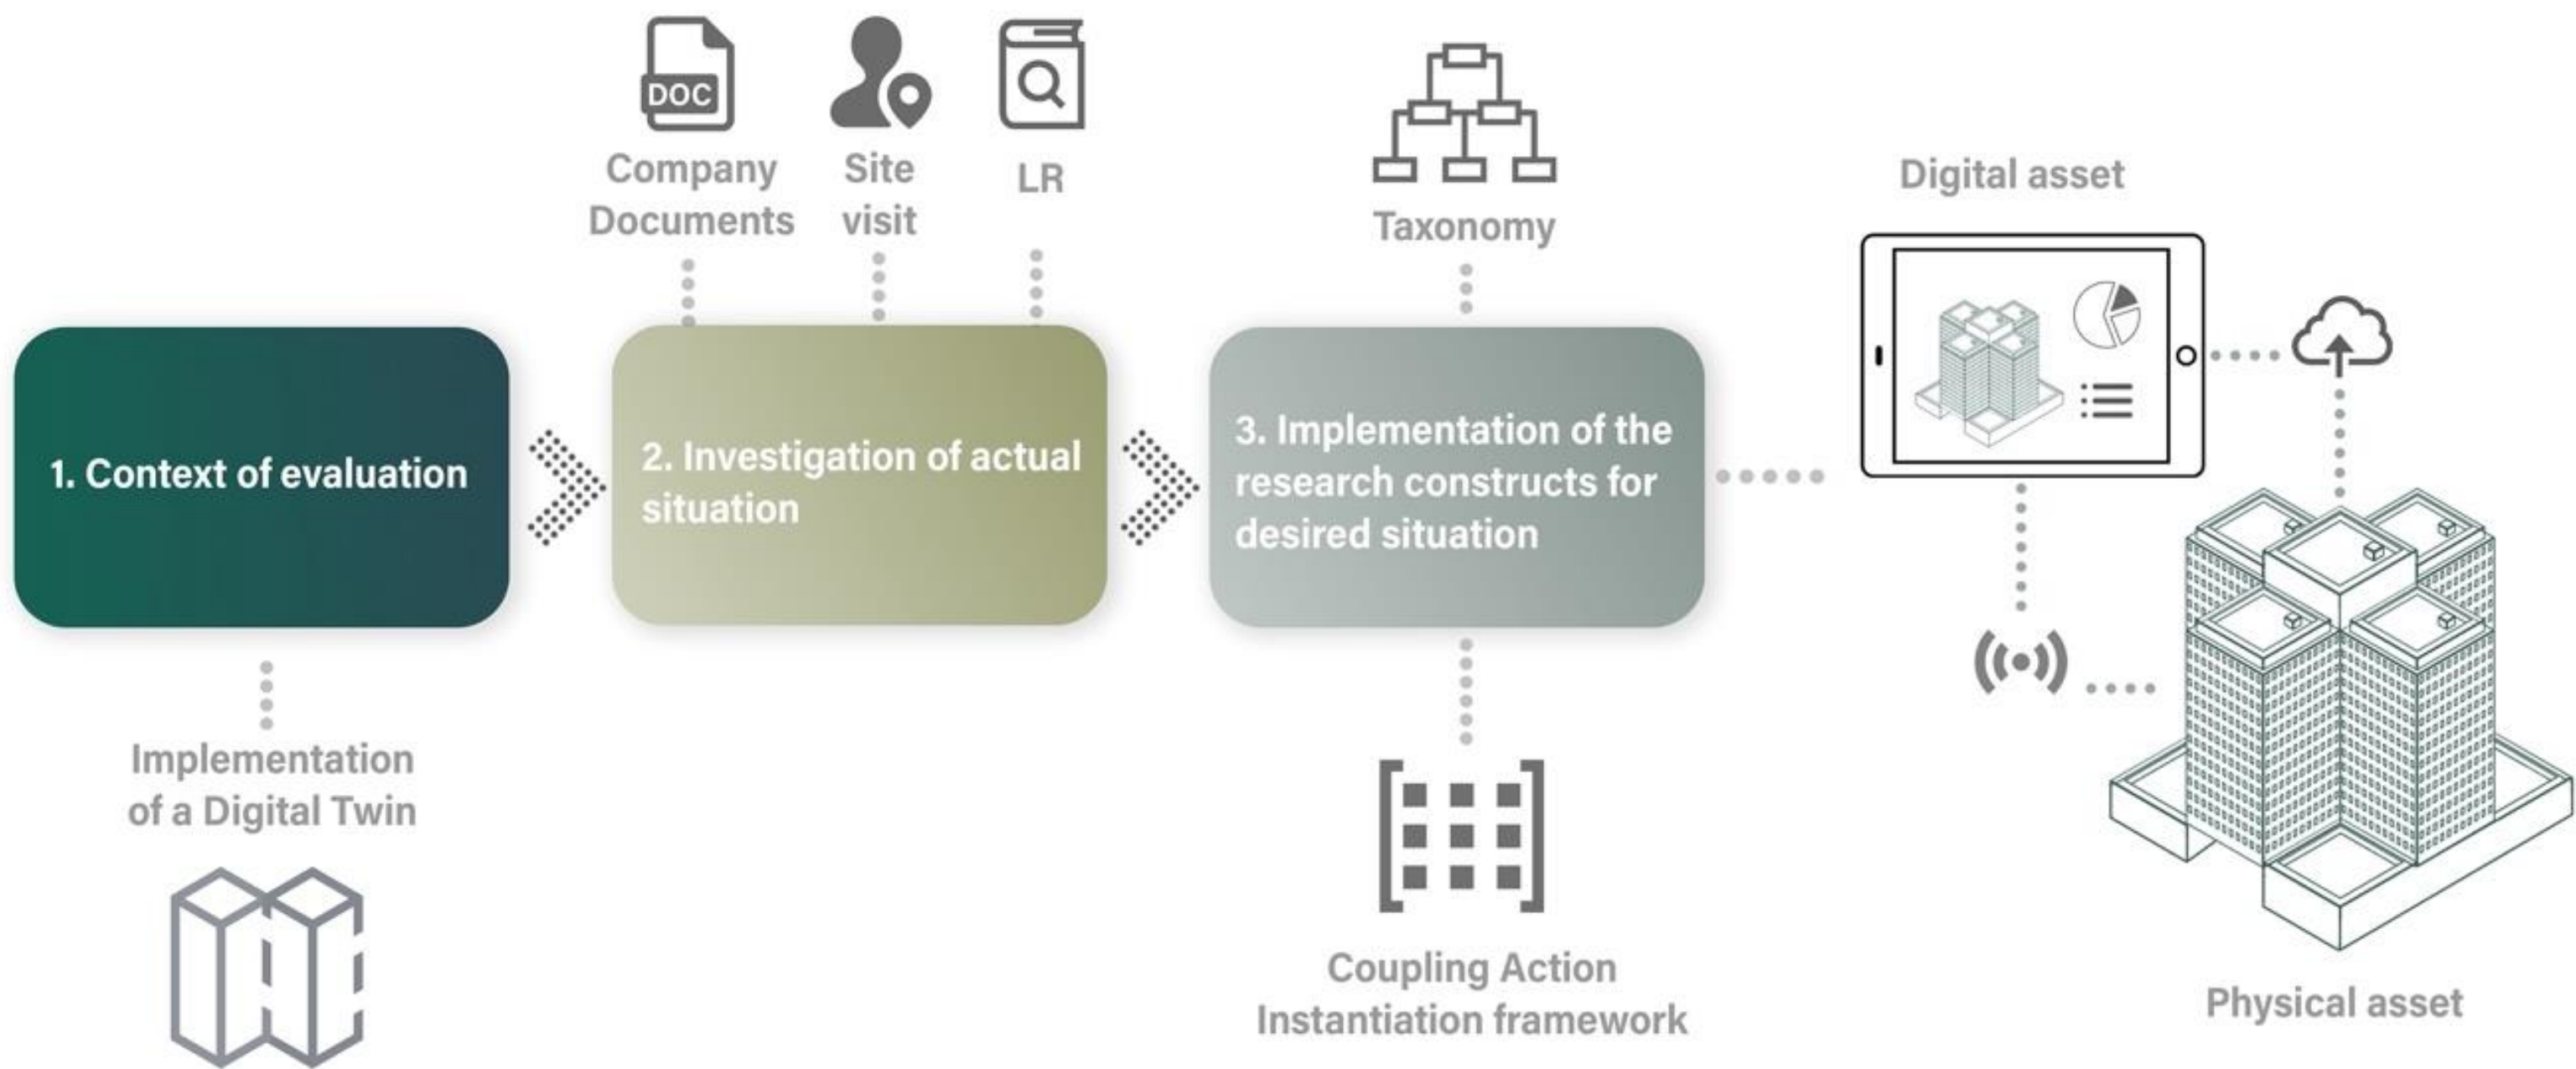 DOC
Company
Documents
Site
visit
LR
Taxonomy
Digital asset
1. Context of evaluation
2. Investigation of actual
situation
3. Implementation of the
research constructs for
desired situation
Implementation
of a Digital Twin
Coupling Action
Instantiation framework
Physical asset